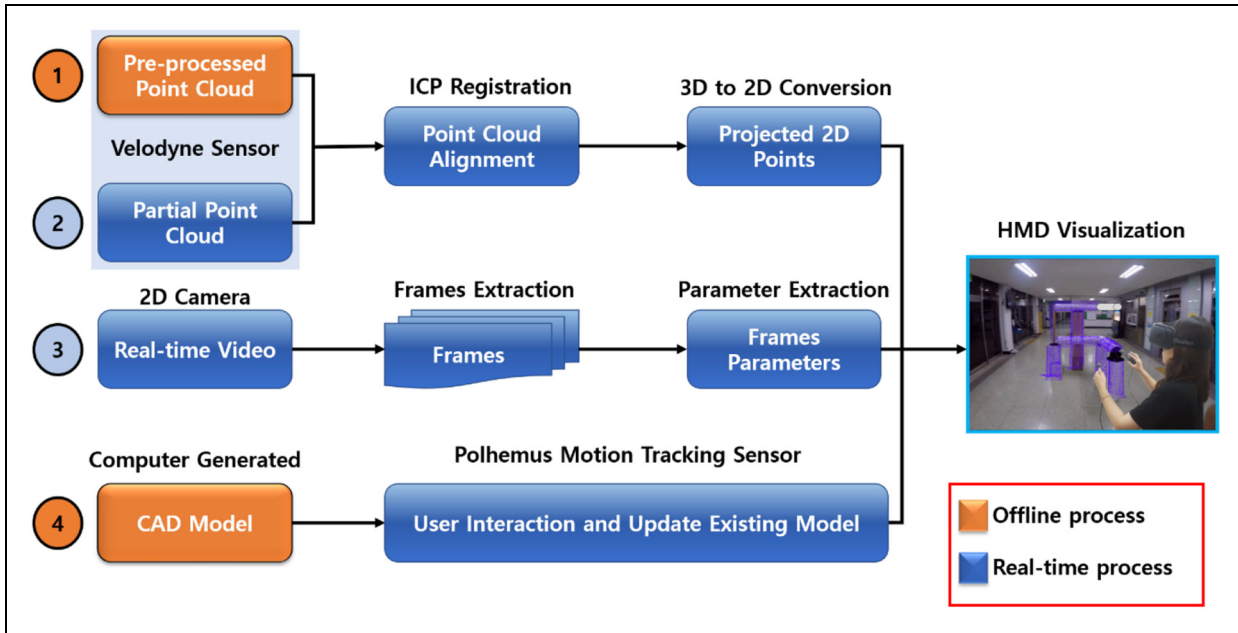 1
Pre-processed
Point Cloud
Velodyne Sensor
2
Partial Point
Cloud
ICP Registration
Point Cloud
Alignment
3D to 2D Conversion
Projected 2D
Points
2D Camera
3
Real-time Video
Frames Extraction
Frames
Parameter Extraction
Frames
Parameters
HMD Visualization
Computer Generated
4
CAD Model
Polhemus Motion Tracking Sensor
User Interaction and Update Existing Model
Offline process
Real-time process